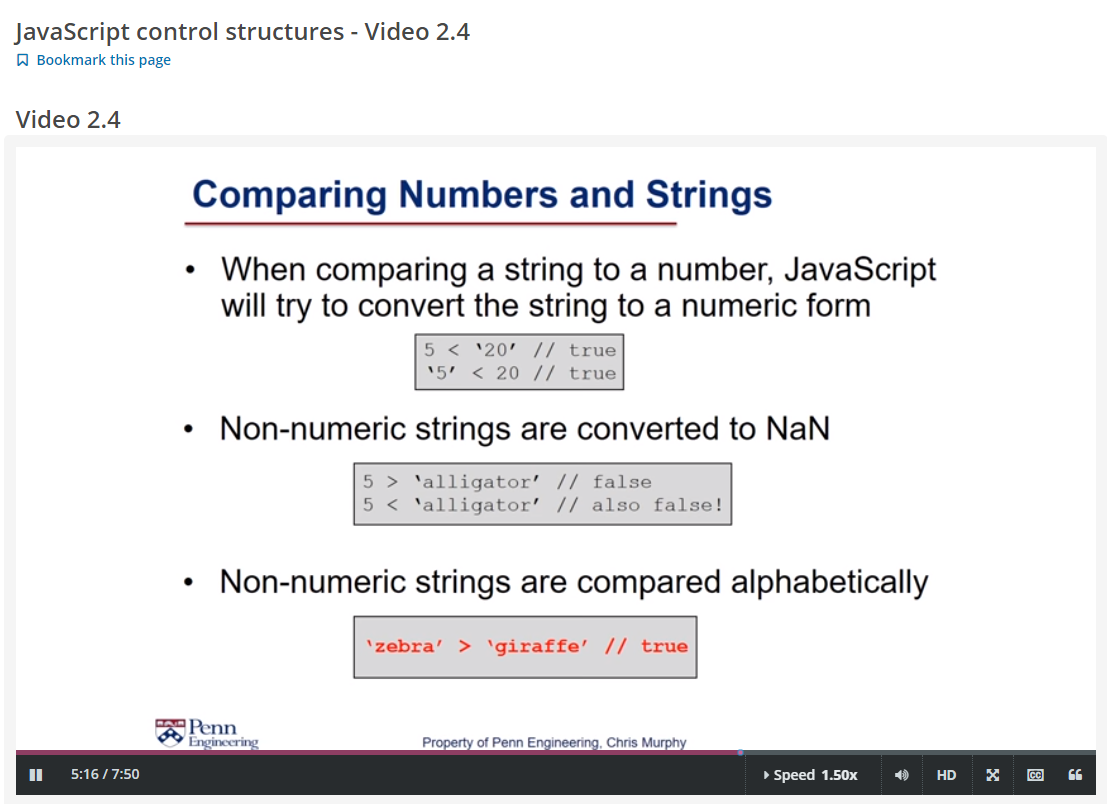 JavaScript control structures - Video 2.4
Bookmark this page
Video 2.4
Comparing Numbers and Strings
• When comparing a string to a number, JavaScript
will try to convert the string to a numeric form
5 < ‘20’ // true
‘5’ < 20 // true
• Non-numeric strings are converted to NaN
5 > ‘alligator’ // false
5 < ‘alligator’ // also false!
• Non-numeric strings are compared alphabetically
‘zebra’ > ‘giraffe’ // true
Penn
Engineering
Property of Penn Engineering, Chris Murphy
5:16 / 7:50
Speed 1.50x
HD
CC